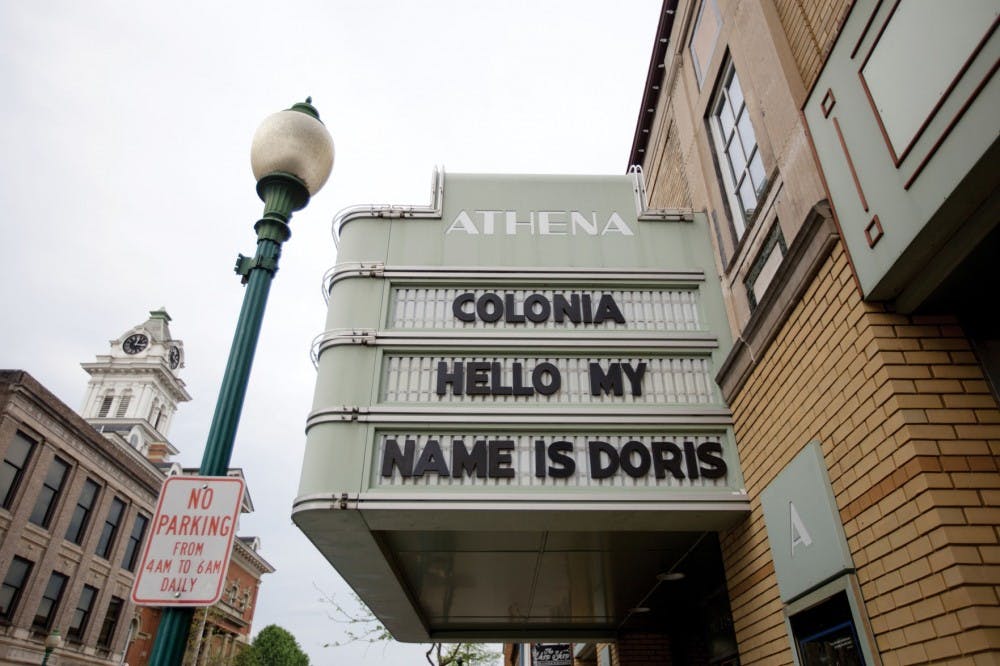 ATHENA
COLONIA
HELLO MY
NAME IS DORIS
NO
PARKING
FROM
4AM TO 6AM
DAILY
A